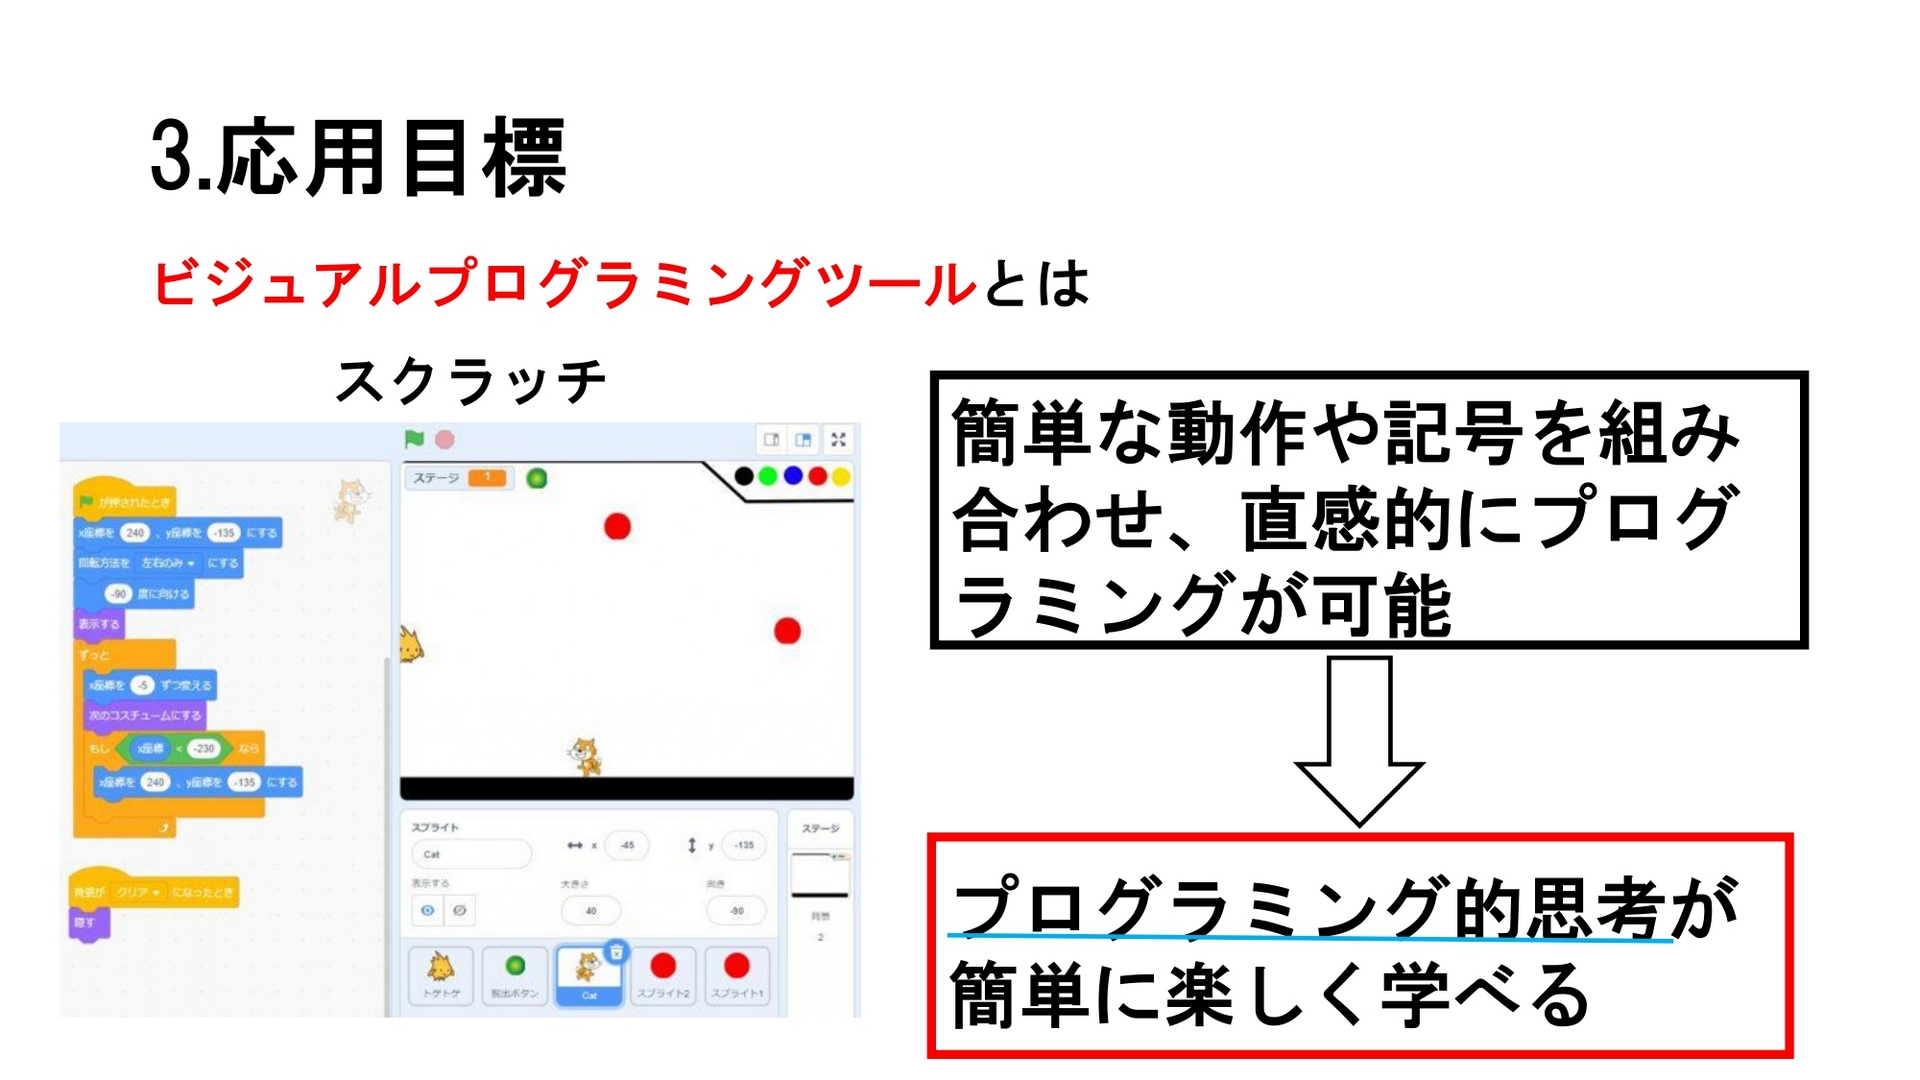 3.応用目標
ビジュアルプログラミングツールとは
スクラッチ
が押されたとき
x座標を 240 、y座標を -135 にする
回転方法を 左右のみ にする
-90 度に向ける
表示する
ずっと
x座標を -5 ずつ変える
次のコスチュームにする
もし x座標 < -230 なら
x座標を 240 、y座標を -135 にする
背景が クリア になったとき
隠す
ステージ 1
スプライト
Cat
x -45
y -135
表示する
大きさ
40
向き
-90
ステージ
背景
2
トゲトゲ
脱出ボタン
Cat
スプライト2
スプライト1
簡単な動作や記号を組み
合わせ、直感的にプログ
ラミングが可能
プログラミング的思考が
簡単に楽しく学べる